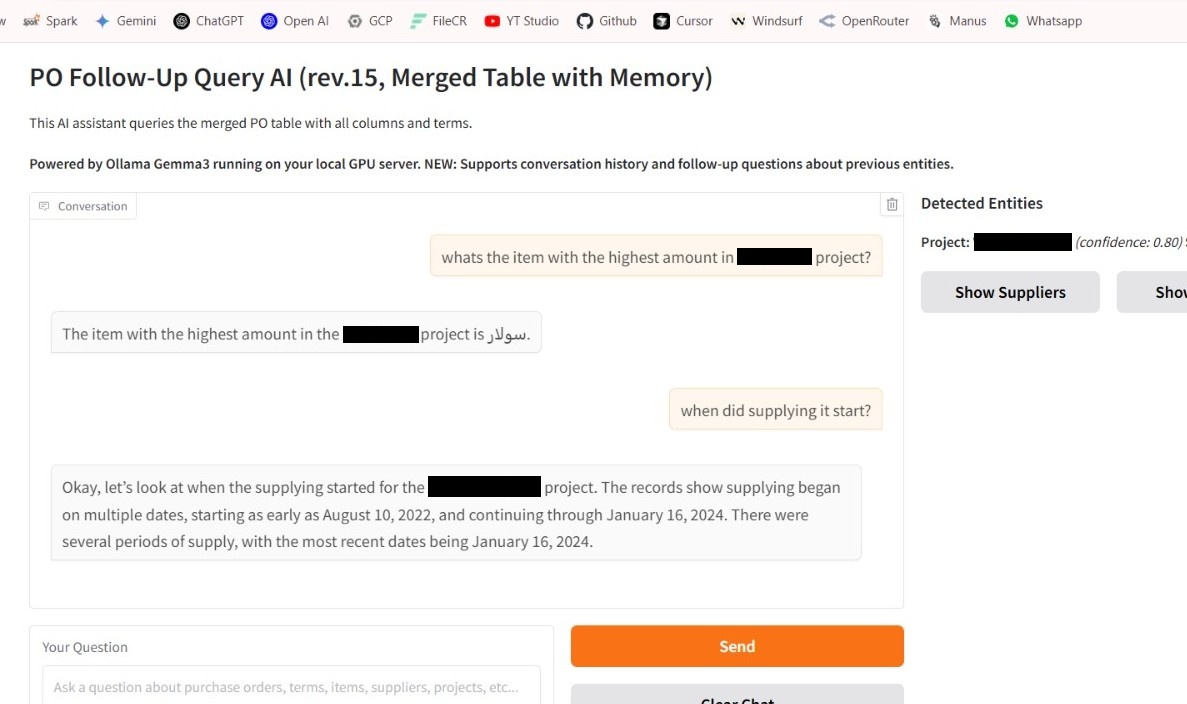 Spark Gemini ChatGPT Open AI GCP FileCR YT Studio Github Cursor Windsurf OpenRouter Manus Whatsapp
PO Follow-Up Query AI (rev.15, Merged Table with Memory)
This AI assistant queries the merged PO table with all columns and terms.
Powered by Ollama Gemma3 running on your local GPU server. NEW: Supports conversation history and follow-up questions about previous entities.
Conversation
whats the item with the highest amount in project?
The item with the highest amount in the project is سولار.
when did supplying it start?
Okay, let’s look at when the supplying started for the project. The records show supplying began
on multiple dates, starting as early as August 10, 2022, and continuing through January 16, 2024. There were
several periods of supply, with the most recent dates being January 16, 2024.
Your Question
Ask a question about purchase orders, terms, items, suppliers, projects, etc...
Send
Clear Chat
Detected Entities
Project: (confidence: 0.80)
Show Suppliers